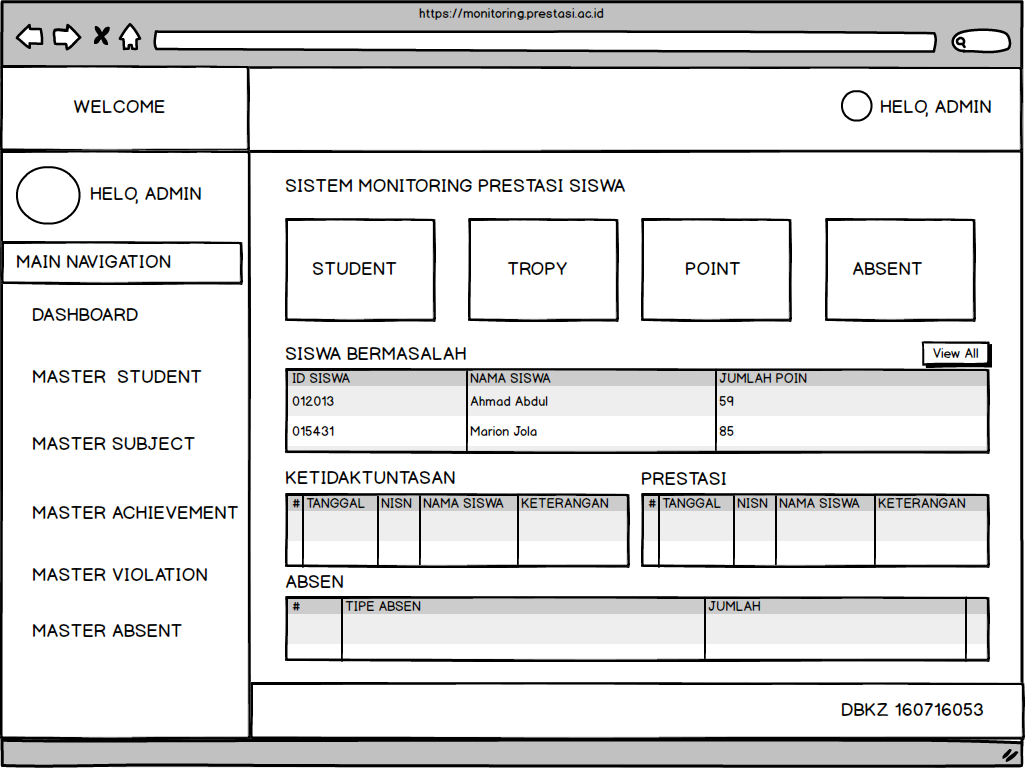 https://monitoring.prestasi.ac.id
WELCOME
HELO, ADMIN
HELO, ADMIN
MAIN NAVIGATION
DASHBOARD
MASTER STUDENT
MASTER SUBJECT
MASTER ACHIEVEMENT
MASTER VIOLATION
MASTER ABSENT
SISTEM MONITORING PRESTASI SISWA
STUDENT TROPY POINT ABSENT
SISWA BERMASALAH View All
ID SISWA NAMA SISWA JUMLAH POIN
012013 Ahmad Abdul 59
015431 Marion Jola 85
KETIDAKTUNTASAN
# TANGGAL NISN NAMA SISWA KETERANGAN
PRESTASI
# TANGGAL NISN NAMA SISWA KETERANGAN
ABSEN
# TIPE ABSEN JUMLAH
DBKZ 160716053